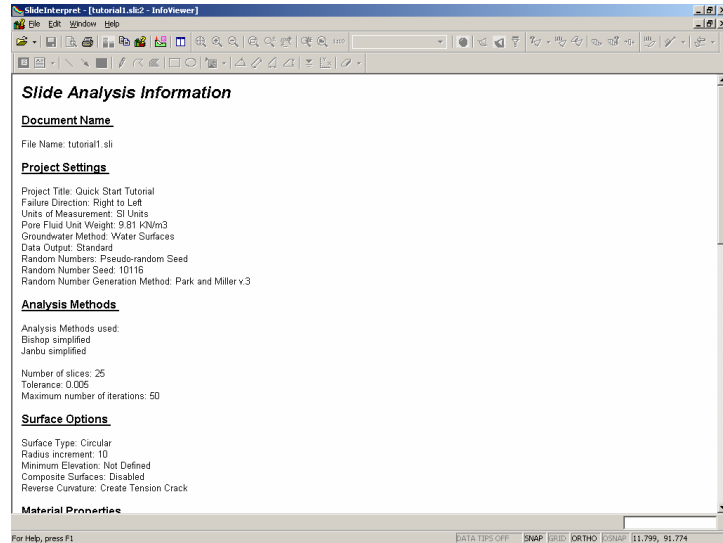 SlideInterpret - [tutorial1.sli:2 - InfoViewer]
File Edit Window Help
Slide Analysis Information
Document Name
File Name: tutorial1.sli
Project Settings
Project Title: Quick Start Tutorial
Failure Direction: Right to Left
Units of Measurement: SI Units
Pore Fluid Unit Weight: 9.81 KN/m3
Groundwater Method: Water Surfaces
Data Output: Standard
Random Numbers: Pseudo-random Seed
Random Number Seed: 10116
Random Number Generation Method: Park and Miller v.3
Analysis Methods
Analysis Methods used:
Bishop simplified
Janbu simplified
Number of slices: 25
Tolerance: 0.005
Maximum number of iterations: 50
Surface Options
Surface Type: Circular
Radius increment: 10
Minimum Elevation: Not Defined
Composite Surfaces: Disabled
Reverse Curvature: Create Tension Crack
Material Properties
For Help, press F1 DATA TIPS OFF SNAP GRID ORTHO OSNAP 11.799, 91.774